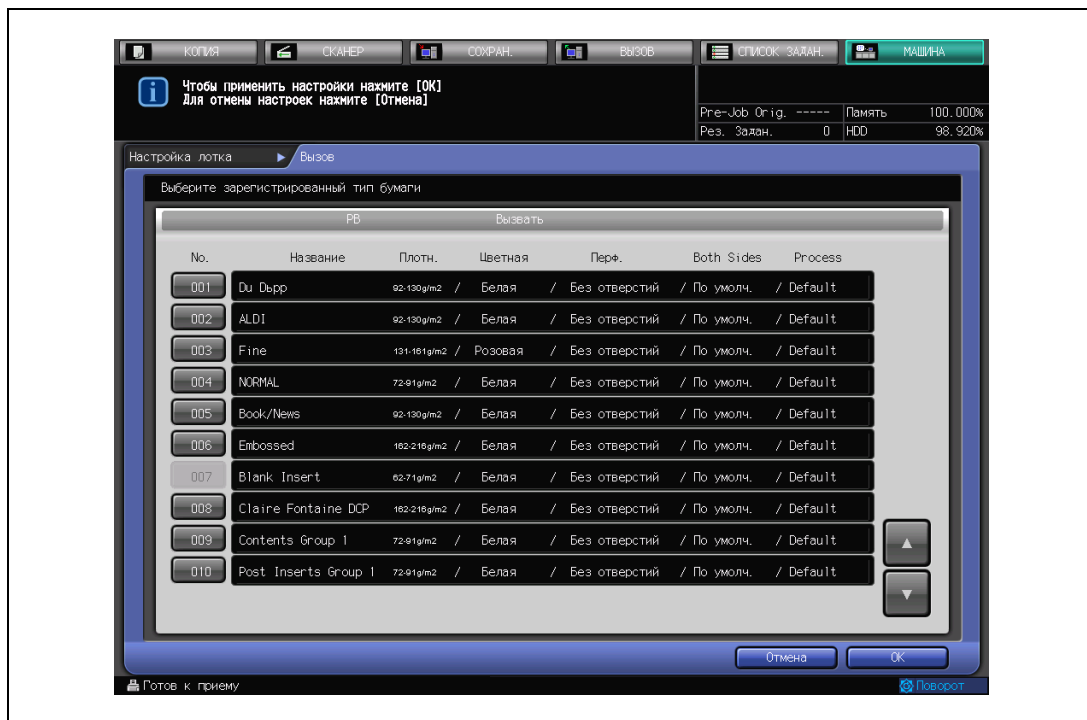 КОПИЯ СКАНЕР СОХРАН. ВЫЗОВ СПИСОК ЗАДАН. МАШИНА
Чтобы применить настройки нажмите [ОК]
Для отмены настроек нажмите [Отмена]
Pre-Job Orig. ----- Память 100.000%
Рез. Задан. 0 HDD 98.920%
Настройка лотка Вызов
Выберите зарегистрированный тип бумаги
PB Вызвать
No. Название Плотн. Цветная Перф. Both Sides Process
001 Du Dьpp 92-130g/m2 / Белая / Без отверстий / По умолч. / Default
002 ALDI 92-130g/m2 / Белая / Без отверстий / По умолч. / Default
003 Fine 131-161g/m2 / Розовая / Без отверстий / По умолч. / Default
004 NORMAL 72-91g/m2 / Белая / Без отверстий / По умолч. / Default
005 Book/News 92-130g/m2 / Белая / Без отверстий / По умолч. / Default
006 Embossed 162-216g/m2 / Белая / Без отверстий / По умолч. / Default
007 Blank Insert 62-71g/m2 / Белая / Без отверстий / По умолч. / Default
008 Claire Fontaine DCP 162-216g/m2 / Белая / Без отверстий / По умолч. / Default
009 Contents Group 1 72-91g/m2 / Белая / Без отверстий / По умолч. / Default
010 Post Inserts Group 1 72-91g/m2 / Белая / Без отверстий / По умолч. / Default
Отмена ОК
Готов к приему Поворот